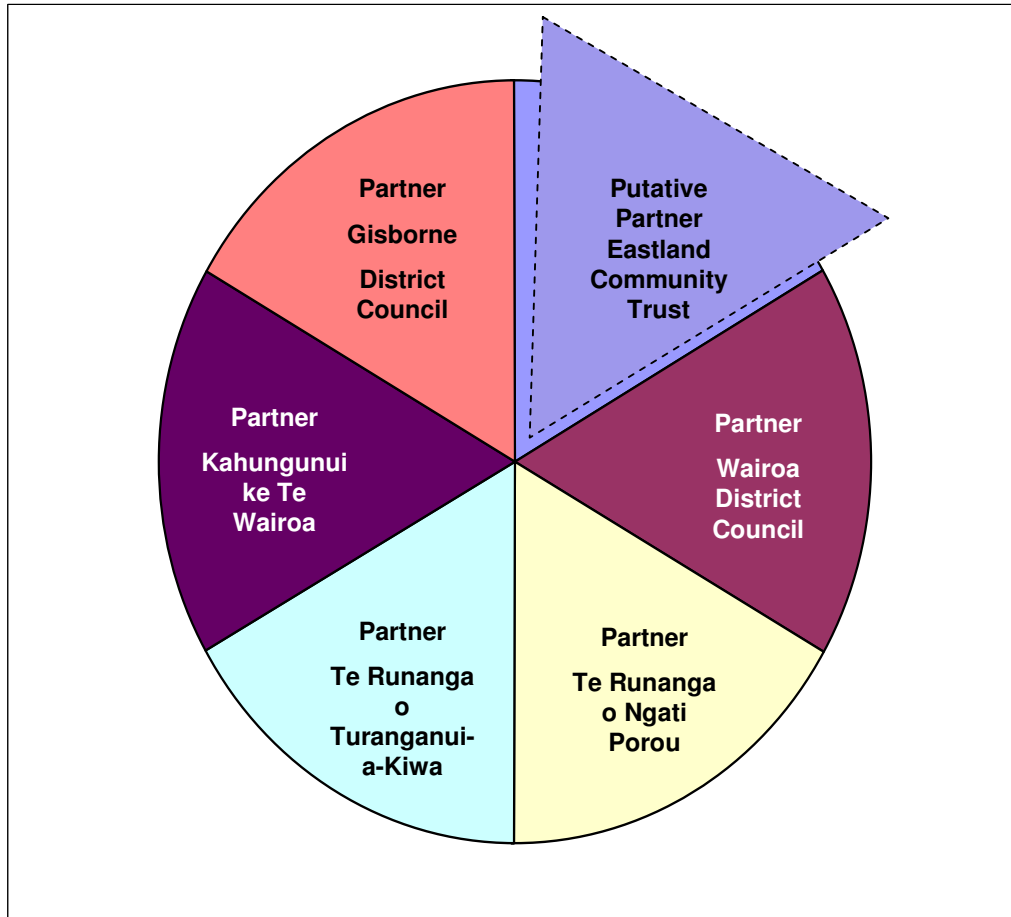 Partner
Gisborne
District
Council
Putative
Partner
Eastland
Community
Trust
Partner
Kahungunui
ke Te
Wairoa
Partner
Wairoa
District
Council
Partner
Te Runanga
o
Turanganui-
a-Kiwa
Partner
Te Runanga
o Ngati
Porou